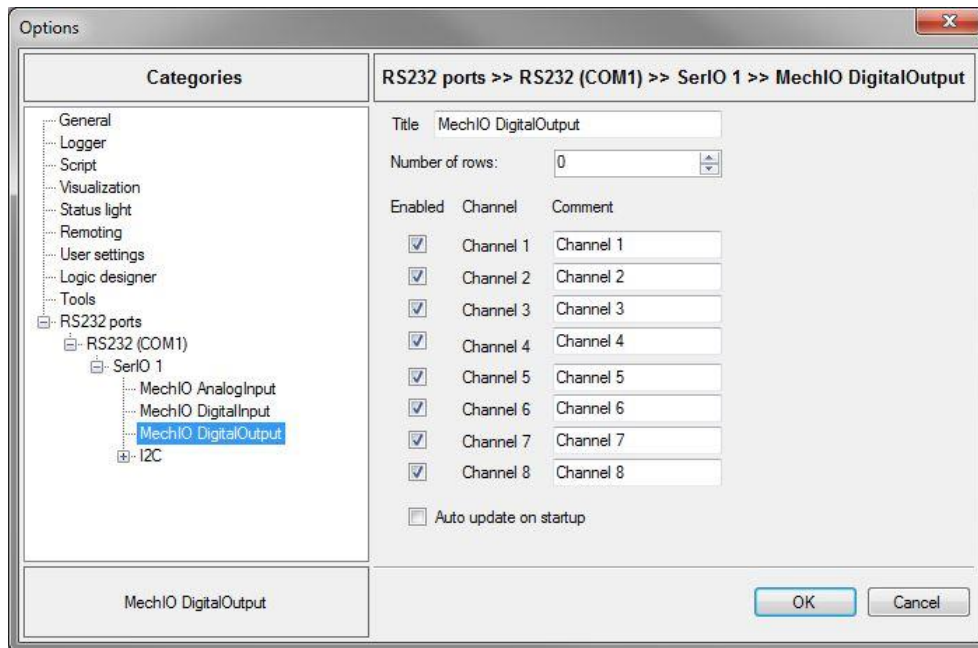 Options
Categories
RS232 ports >> RS232 (COM1) >> SerIO 1 >> MechIO DigitalOutput
General
Logger
Script
Visualization
Status light
Remoting
User settings
Logic designer
Tools
RS232 ports
RS232 (COM1)
SerIO 1
MechIO AnalogInput
MechIO DigitalInput
MechIO DigitalOutput
I2C
MechIO DigitalOutput
Title MechIO DigitalOutput
Number of rows: 0
Enabled Channel Comment
Channel 1 Channel 1
Channel 2 Channel 2
Channel 3 Channel 3
Channel 4 Channel 4
Channel 5 Channel 5
Channel 6 Channel 6
Channel 7 Channel 7
Channel 8 Channel 8
Auto update on startup
OK Cancel